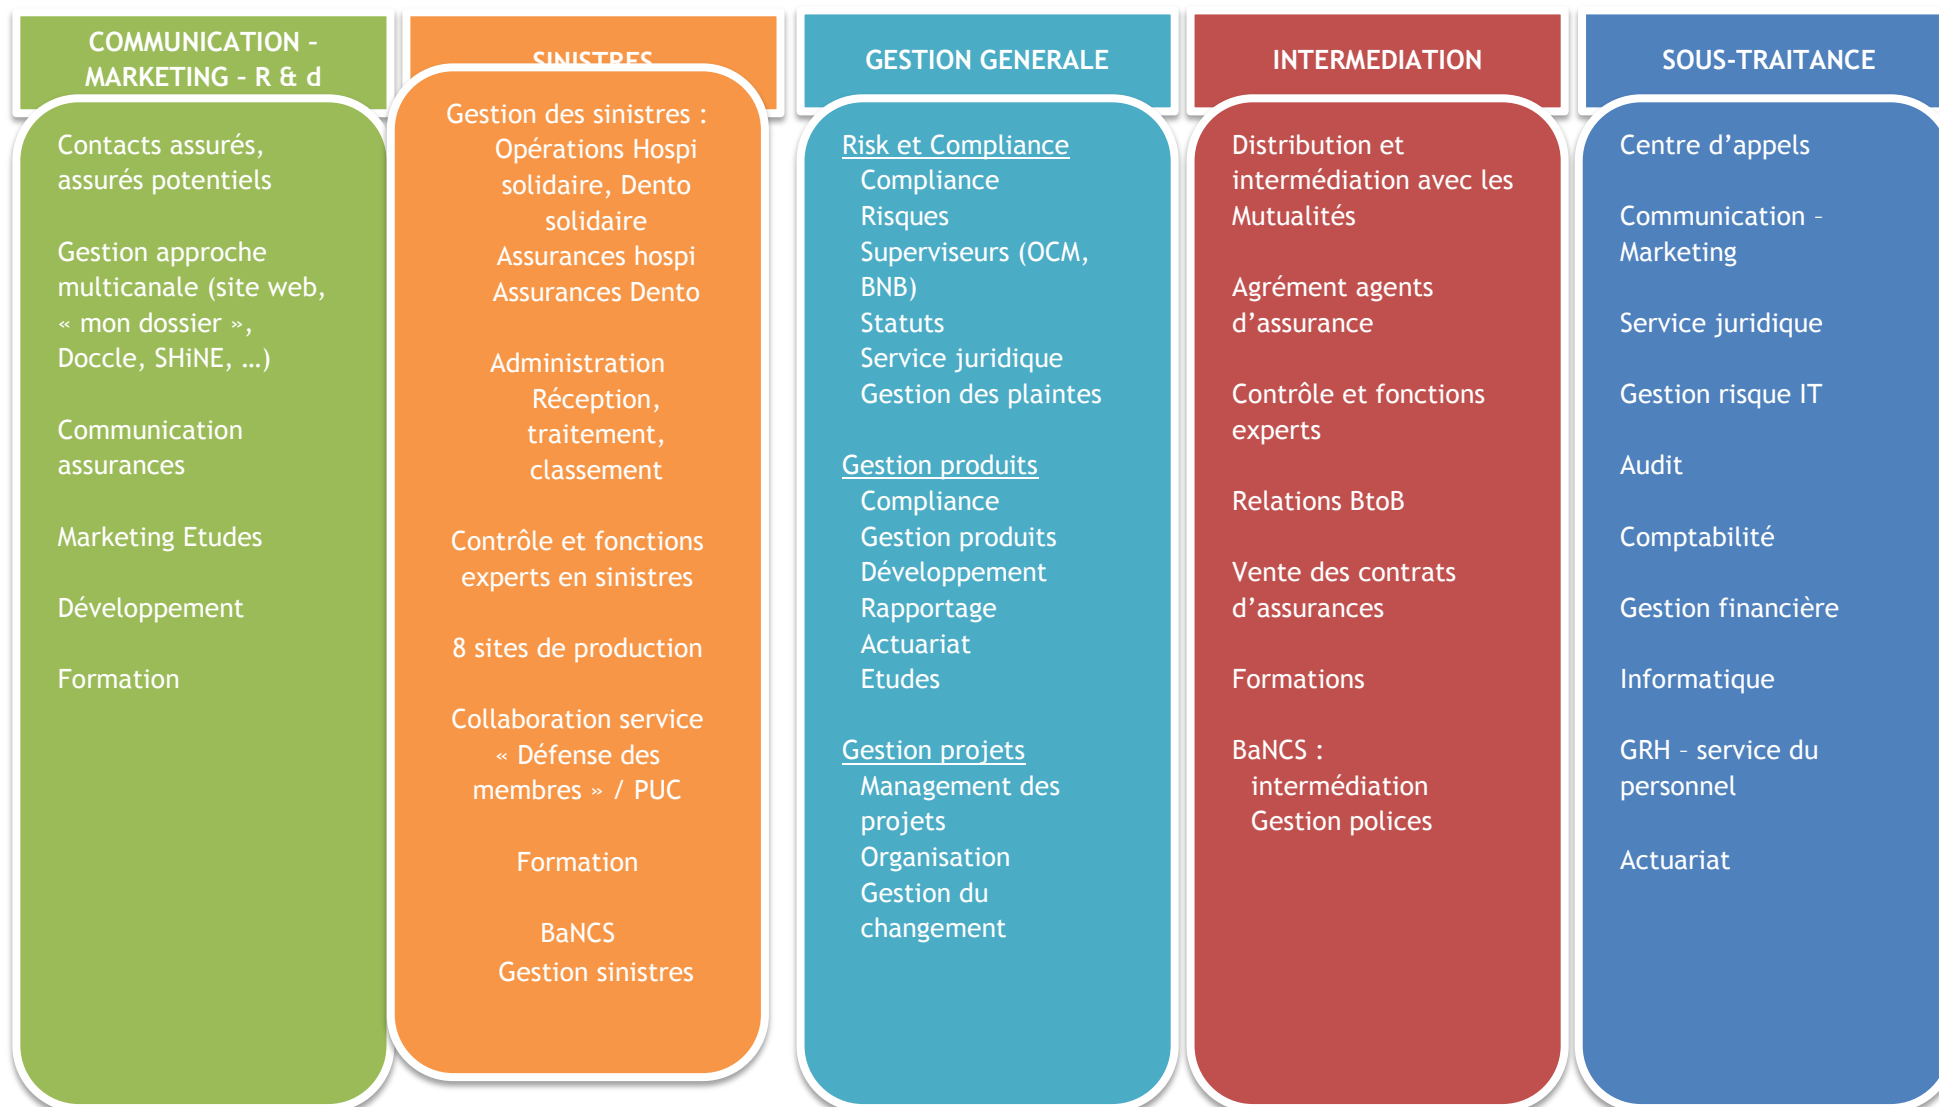 COMMUNICATION –
MARKETING – R & d
Contacts assurés,
assurés potentiels
Gestion approche
multicanale (site web,
« mon dossier »,
Doccle, SHiNE, …)
Communication
assurances
Marketing Etudes
Développement
Formation
SINISTRES
Gestion des sinistres :
Opérations Hospi
solidaire, Dento
solidaire
Assurances hospi
Assurances Dento
Administration
Réception,
traitement,
classement
Contrôle et fonctions
experts en sinistres
8 sites de production
Collaboration service
« Défense des
membres » / PUC
Formation
BaNCS
Gestion sinistres
GESTION GENERALE
Risk et Compliance
Compliance
Risques
Superviseurs (OCM,
BNB)
Statuts
Service juridique
Gestion des plaintes
Gestion produits
Compliance
Gestion produits
Développement
Rapportage
Actuariat
Etudes
Gestion projets
Management des
projets
Organisation
Gestion du
changement
INTERMEDIATION
Distribution et
intermédiation avec les
Mutualités
Agrément agents
d’assurance
Contrôle et fonctions
experts
Relations BtoB
Vente des contrats
d’assurances
Formations
BaNCS :
intermédiation
Gestion polices
SOUS-TRAITANCE
Centre d’appels
Communication –
Marketing
Service juridique
Gestion risque IT
Audit
Comptabilité
Gestion financière
Informatique
GRH – service du
personnel
Actuariat